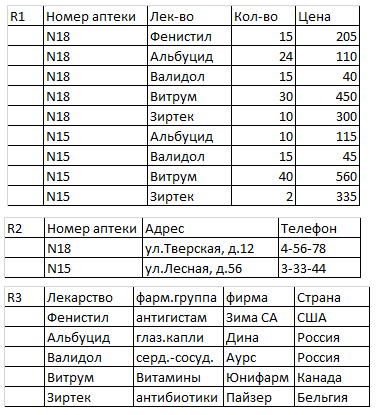 R1 Номер аптеки Лек-во Кол-во Цена
N18 Фенистил 15 205
N18 Альбуцид 24 110
N18 Валидол 15 40
N18 Витрум 30 450
N18 Зиртек 10 300
N15 Альбуцид 10 115
N15 Валидол 15 45
N15 Витрум 40 560
N15 Зиртек 2 335
R2 Номер аптеки Адрес Телефон
N18 ул.Тверская, д.12 4-56-78
N15 ул.Лесная, д.56 3-33-44
R3 Лекарство фарм.группа фирма Страна
Фенистил антигистам Зима СА США
Альбуцид глаз.капли Дина Россия
Валидол серд.-сосуд. Аурс Россия
Витрум Витамины Юнифарм Канада
Зиртек антибиотики Пайзер Бельгия